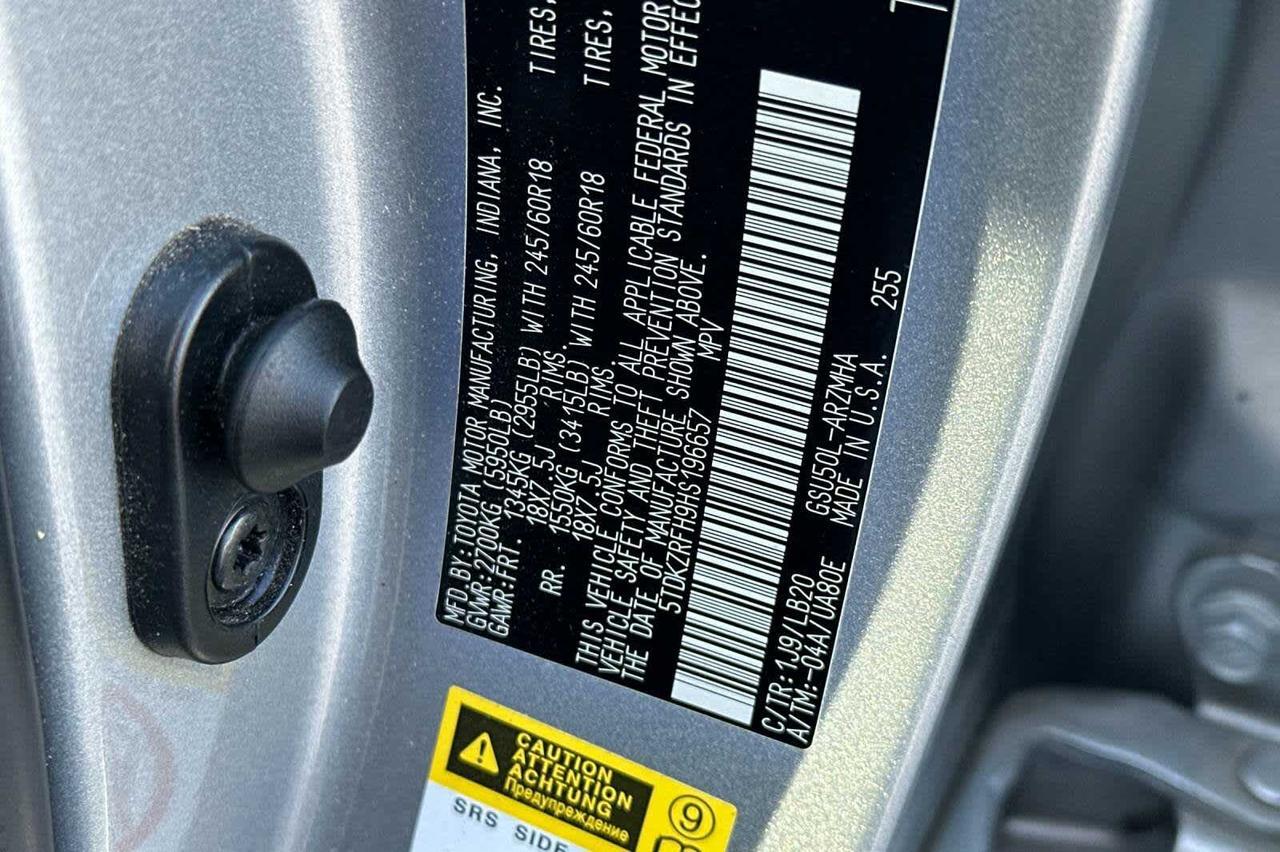 MFD.BY:TOYOTA MOTOR MANUFACTURING, INDIANA, INC.
GVWR:2700KG(5950LB)
GAWR:FRT. 1345KG (2955LB) WITH 245/60R18 TIRES,
18X7.5J RIMS
RR. 1550KG (3415LB) WITH 245/60R18 TIRES,
18X7.5J RIMS.
THIS VEHICLE CONFORMS TO ALL APPLICABLE FEDERAL MOTOR
VEHICLE SAFETY AND THEFT PREVENTION STANDARDS IN EFFEC
THE DATE OF MANUFACTURE SHOWN ABOVE.
5TDKZRFH9HS196657 MPV
C/TR:1J9/LB20 GSU50L-ARZMHA
A/TM:-04A/UA80E MADE IN U.S.A. 255
CAUTION
ATTENTION
ACHTUNG
Предупреждение
9
SRS SIDE